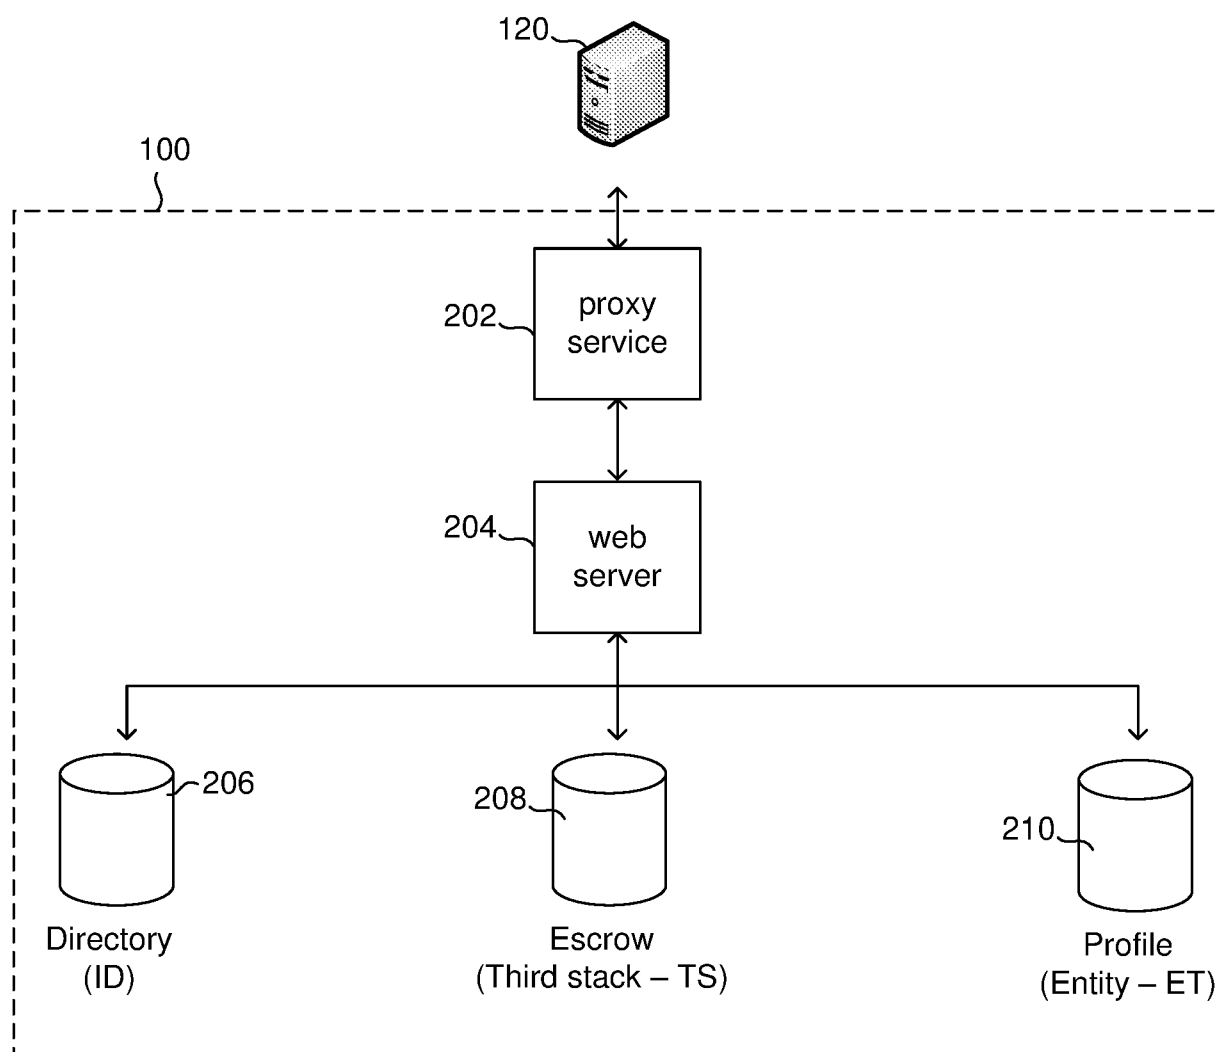 120
100
202
proxy
service
204
web
server
206
208
210
Directory
(ID)
Escrow
(Third stack – TS)
Profile
(Entity – ET)